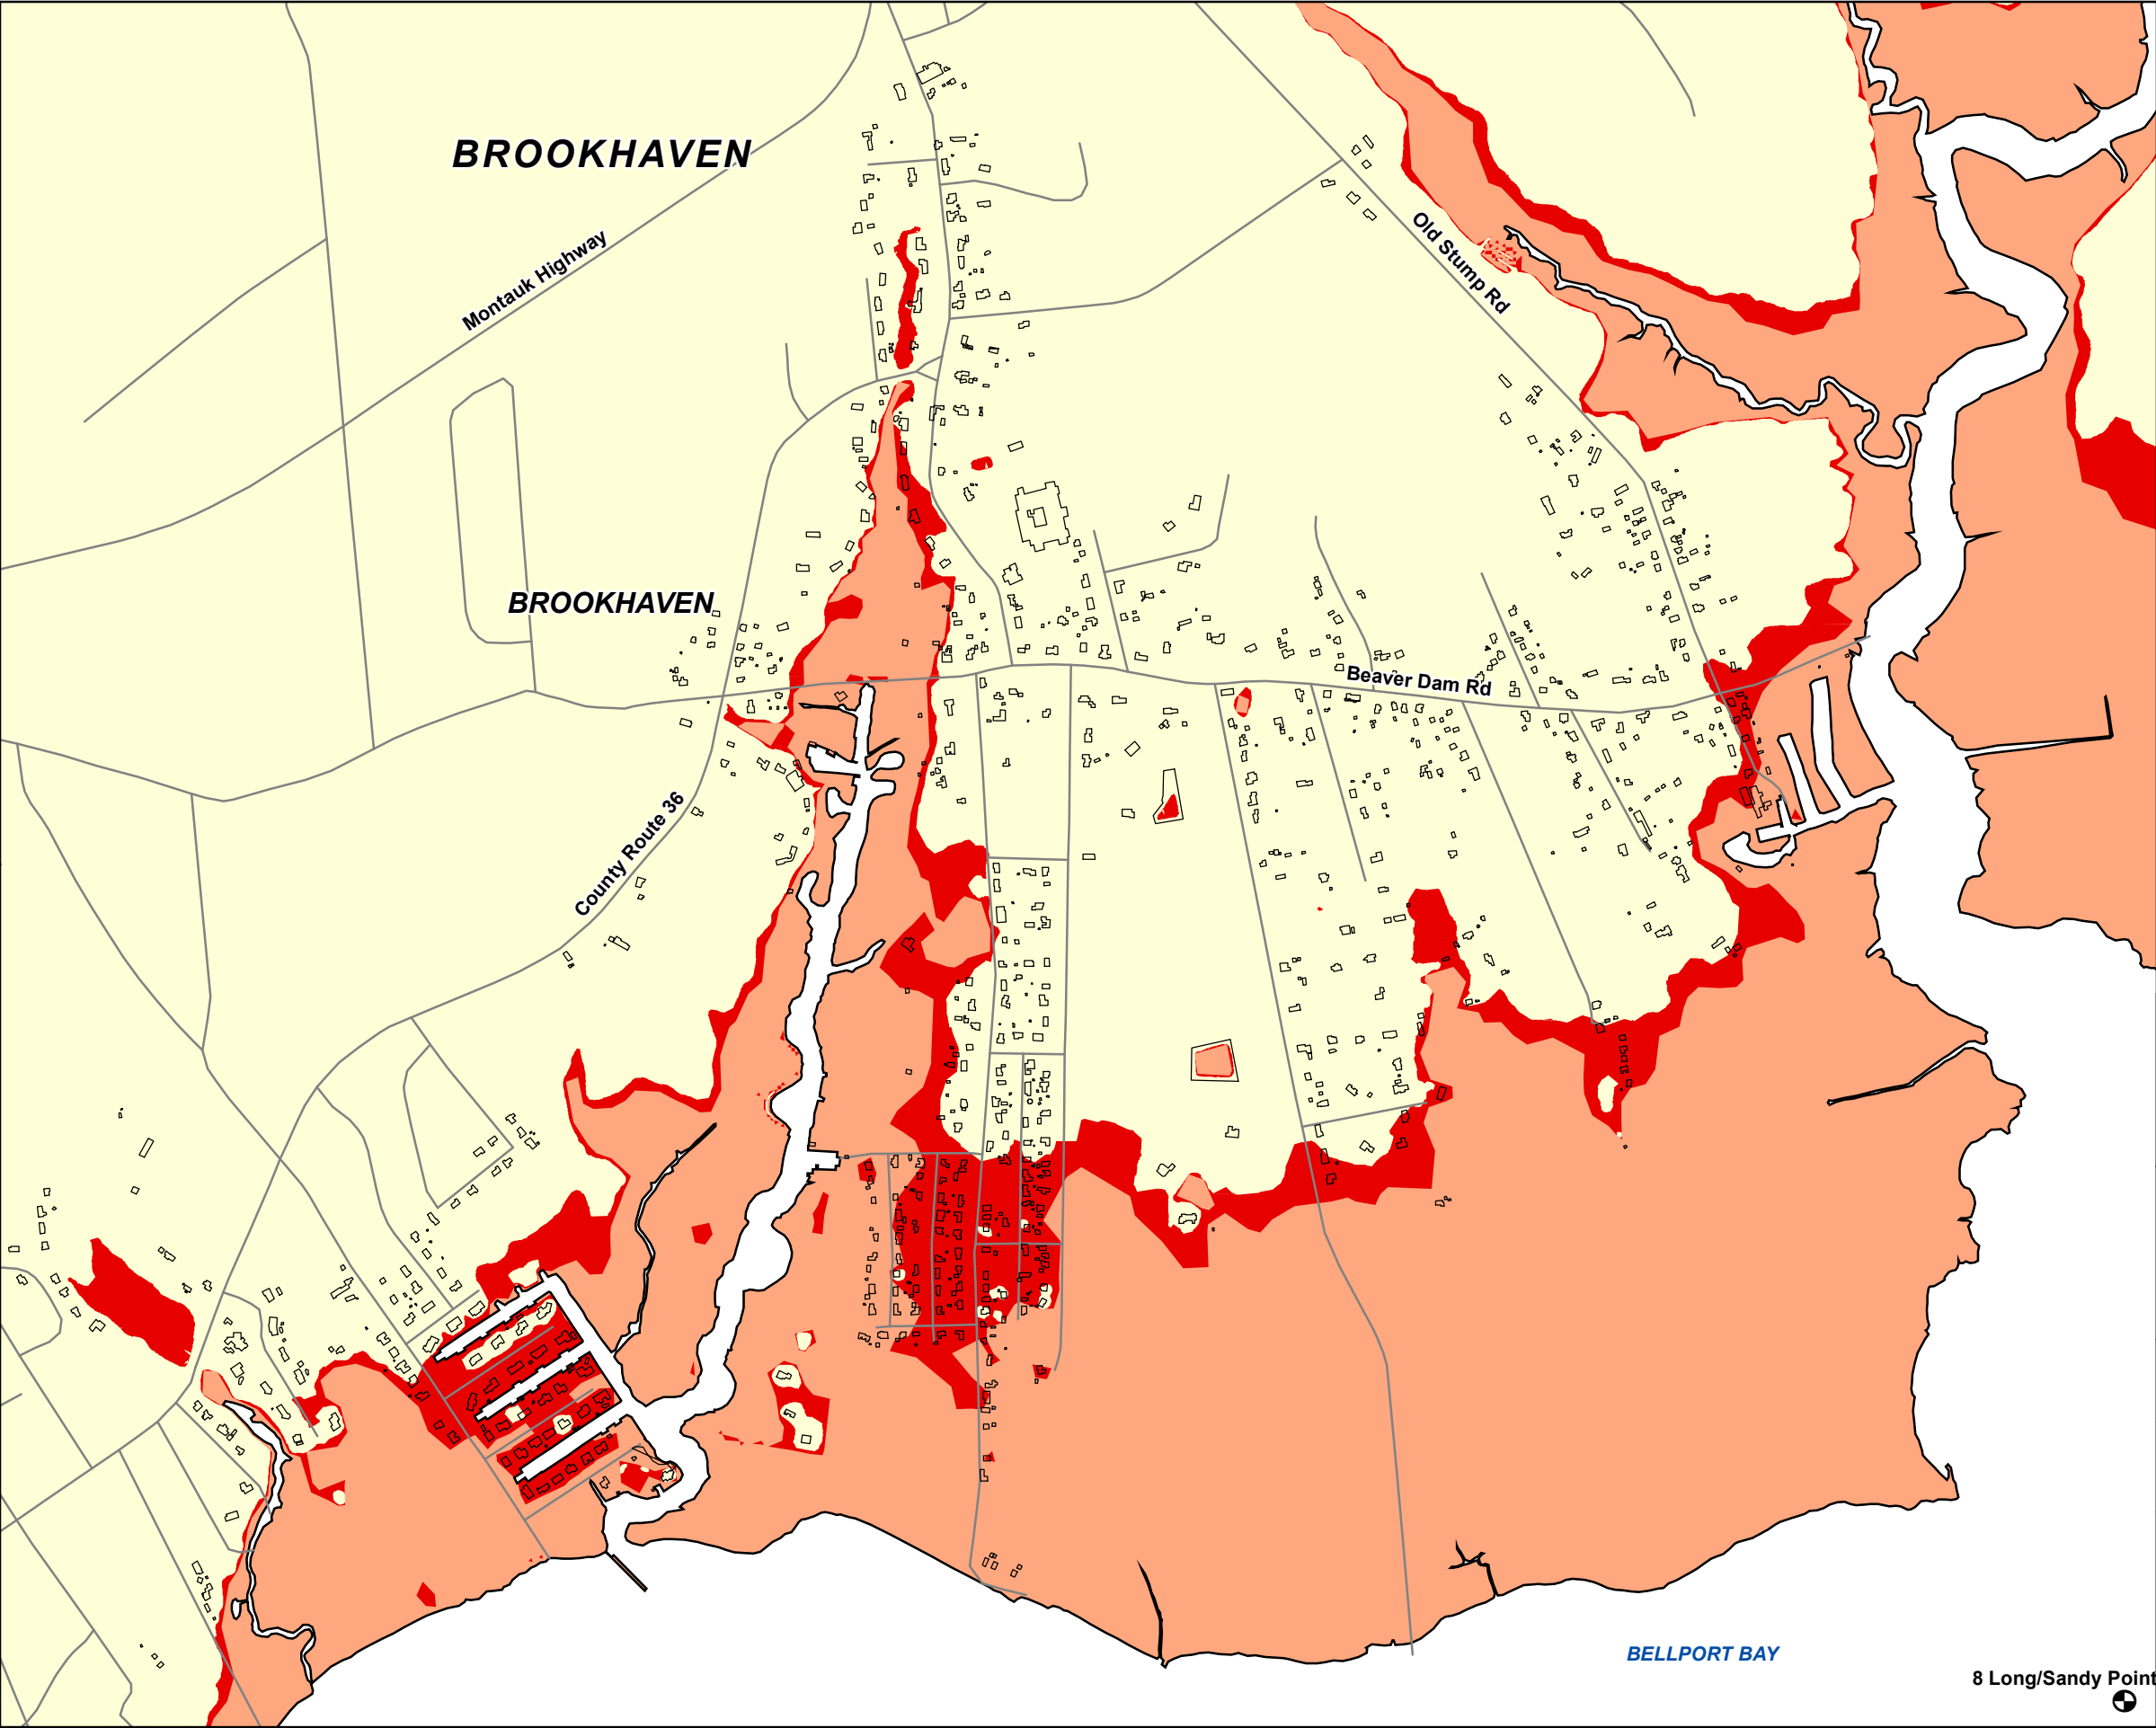 BROOKHAVEN
Montauk Highway
Old Stump Rd
BROOKHAVEN
Beaver Dam Rd
County Route 36
BELLPORT BAY
8 Long/Sandy Point